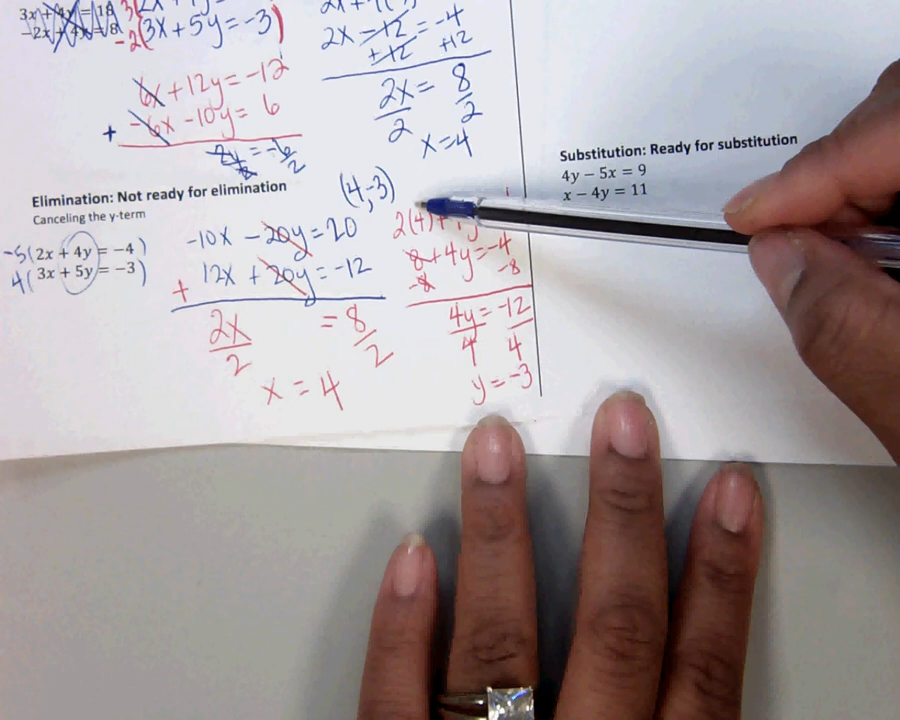 3x + 4y = 18
-2x + 4x = 8
-2(3x + 5y = -3)
6x + 12y = -12
+ -6x - 10y = 6
2y = -6
2 2
2x - 12 = -4
+12 +12
2x = 8
2 2
x = 4
(4,-3)
Elimination: Not ready for elimination
Canceling the y-term
-5(2x + 4y = -4)
4(3x + 5y = -3)
-10x - 20y = 20
+ 12x + 20y = -12
2x = 8
2 2
x = 4
2(4) +
8 + 4y = -4
-8 -8
4y = -12
4 4
y = -3
Substitution: Ready for substitution
4y − 5x = 9
x − 4y = 11